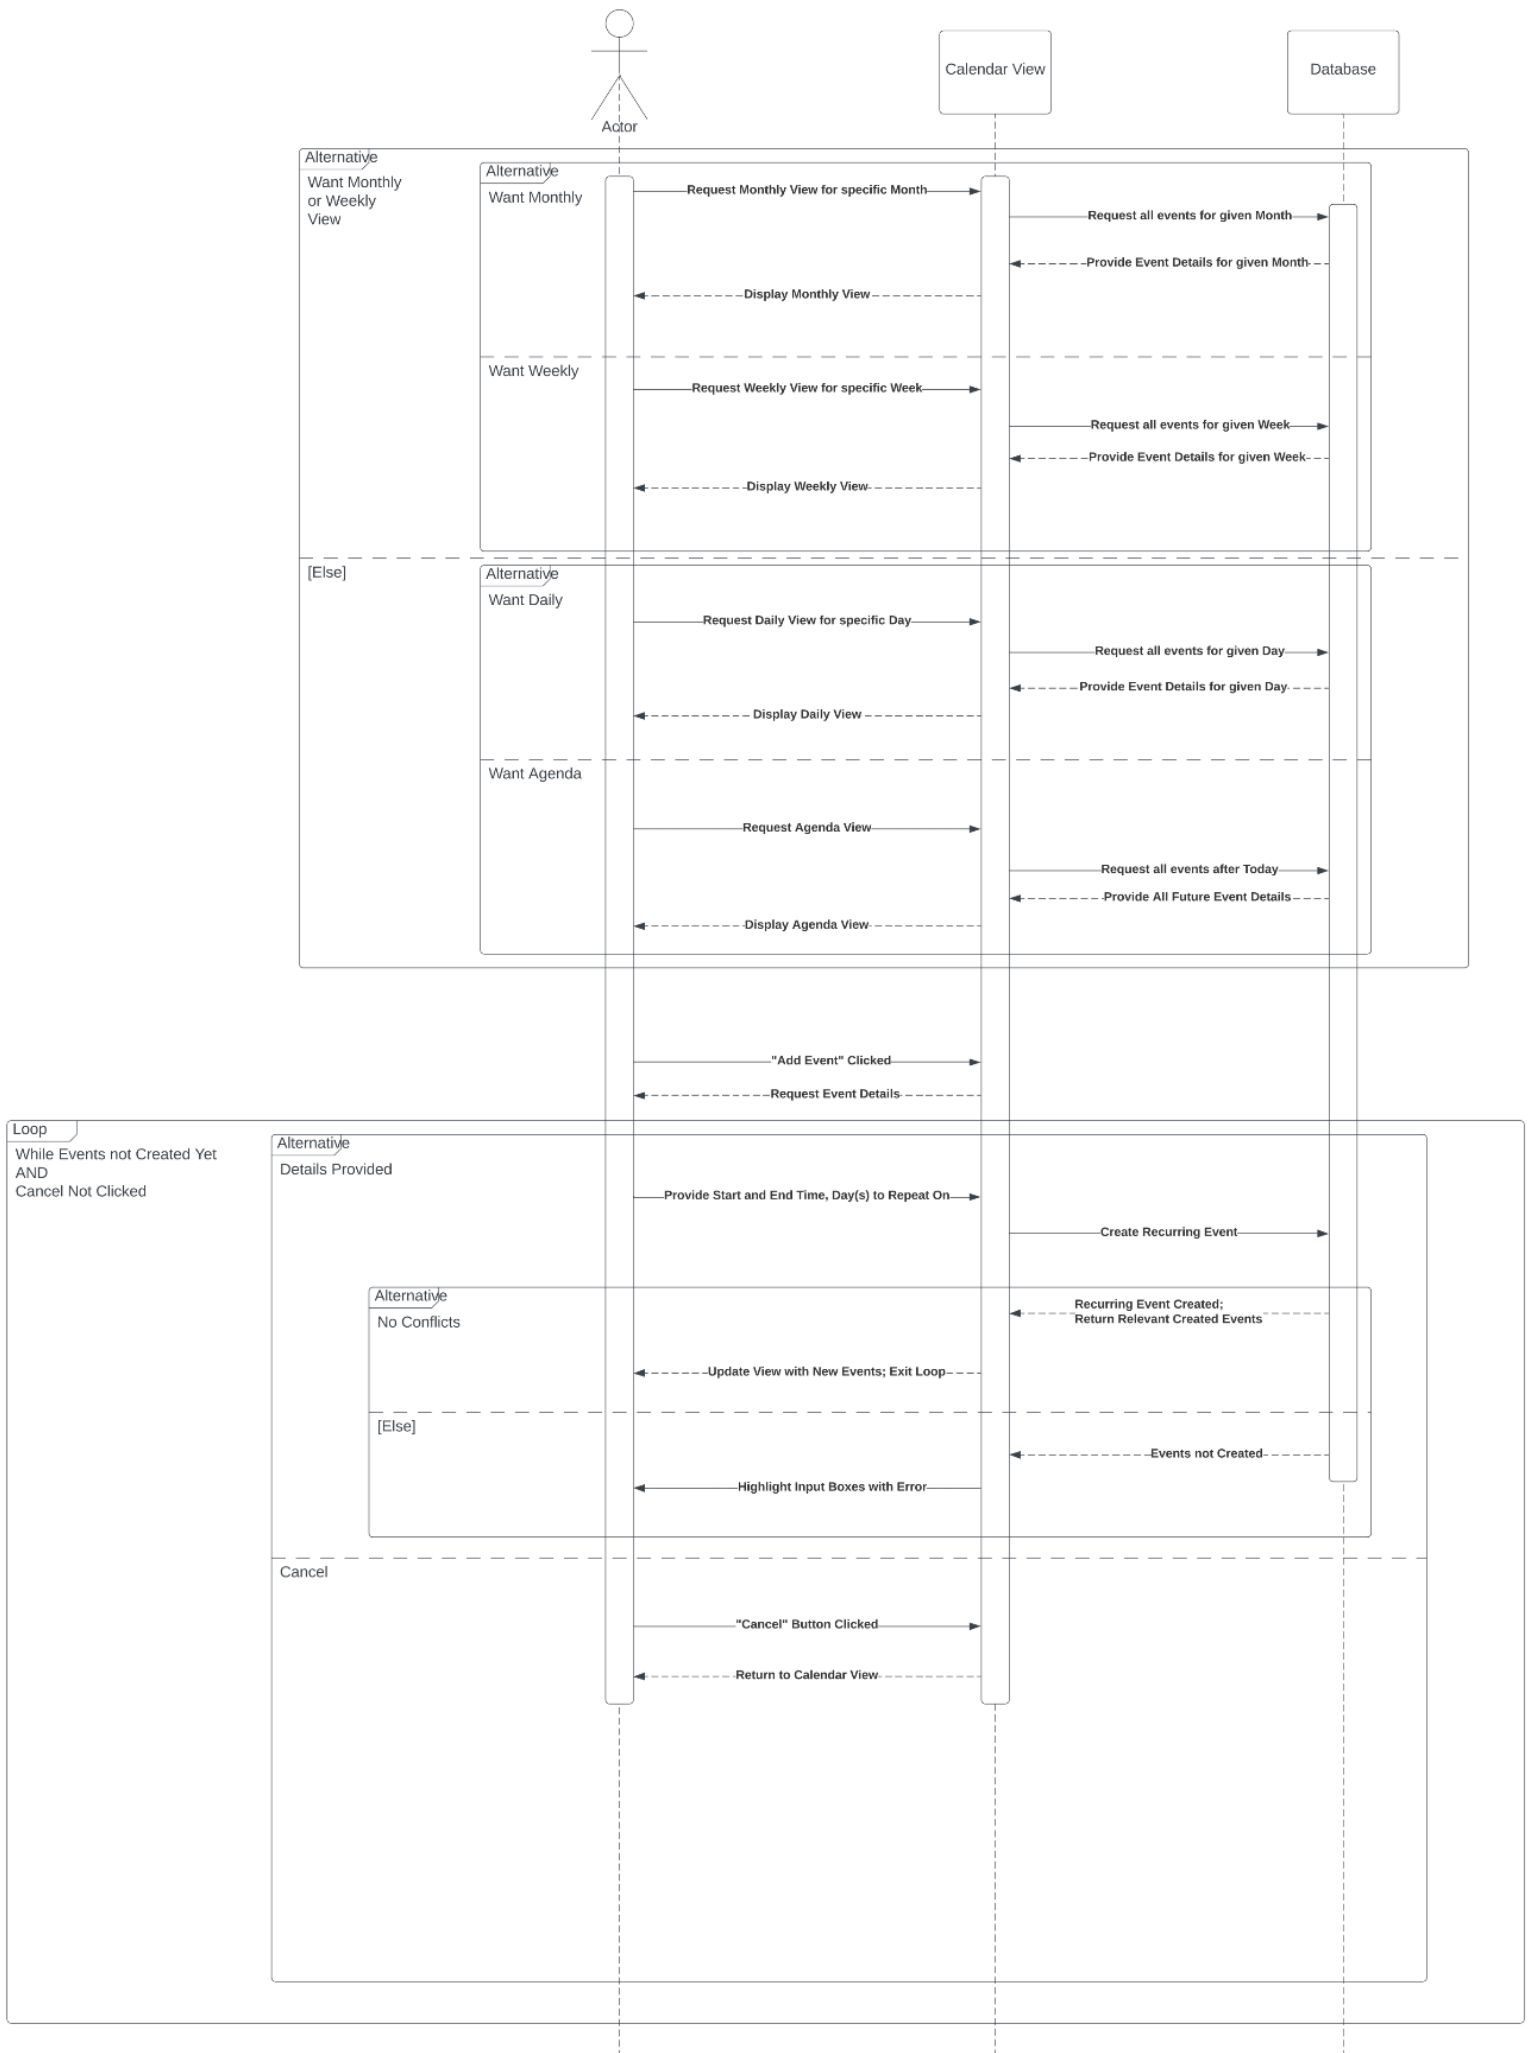 Actor
Calendar View
Database
Alternative
Want Monthly
or Weekly
View
Alternative
Want Monthly
Request Monthly View for specific Month
Request all events for given Month
Provide Event Details for given Month
Display Monthly View
Want Weekly
Request Weekly View for specific Week
Request all events for given Week
Provide Event Details for given Week
Display Weekly View
[Else]
Alternative
Want Daily
Request Daily View for specific Day
Request all events for given Day
Provide Event Details for given Day
Display Daily View
Want Agenda
Request Agenda View
Request all events after Today
Provide All Future Event Details
Display Agenda View
"Add Event" Clicked
Request Event Details
Loop
While Events not Created Yet
AND
Cancel Not Clicked
Alternative
Details Provided
Provide Start and End Time, Day(s) to Repeat On
Create Recurring Event
Alternative
No Conflicts
Recurring Event Created;
Return Relevant Created Events
Update View with New Events; Exit Loop
[Else]
Events not Created
Highlight Input Boxes with Error
Cancel
"Cancel" Button Clicked
Return to Calendar View